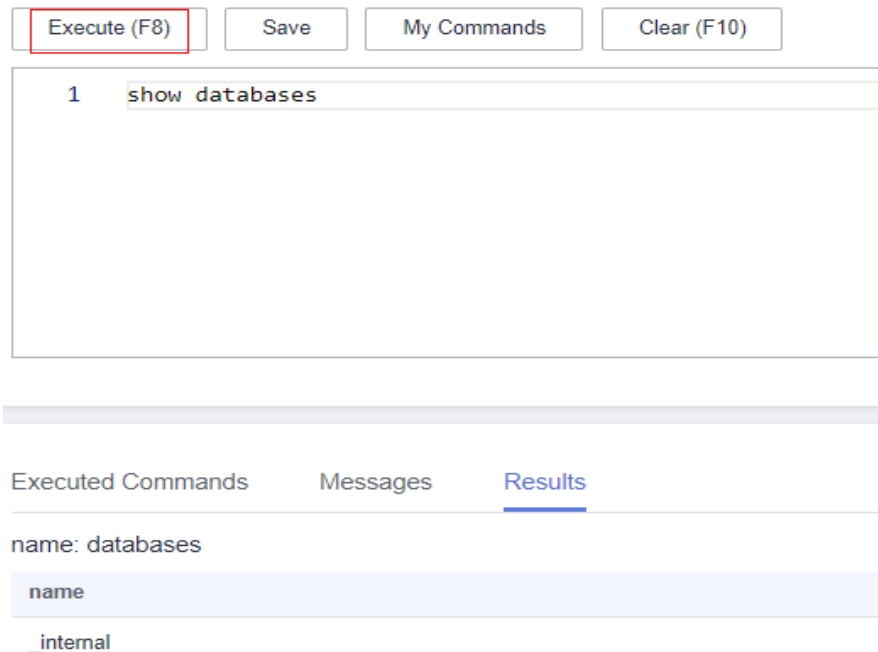 Execute (F8) Save My Commands Clear (F10)
1 show databases
Executed Commands Messages Results
name: databases
name
_internal